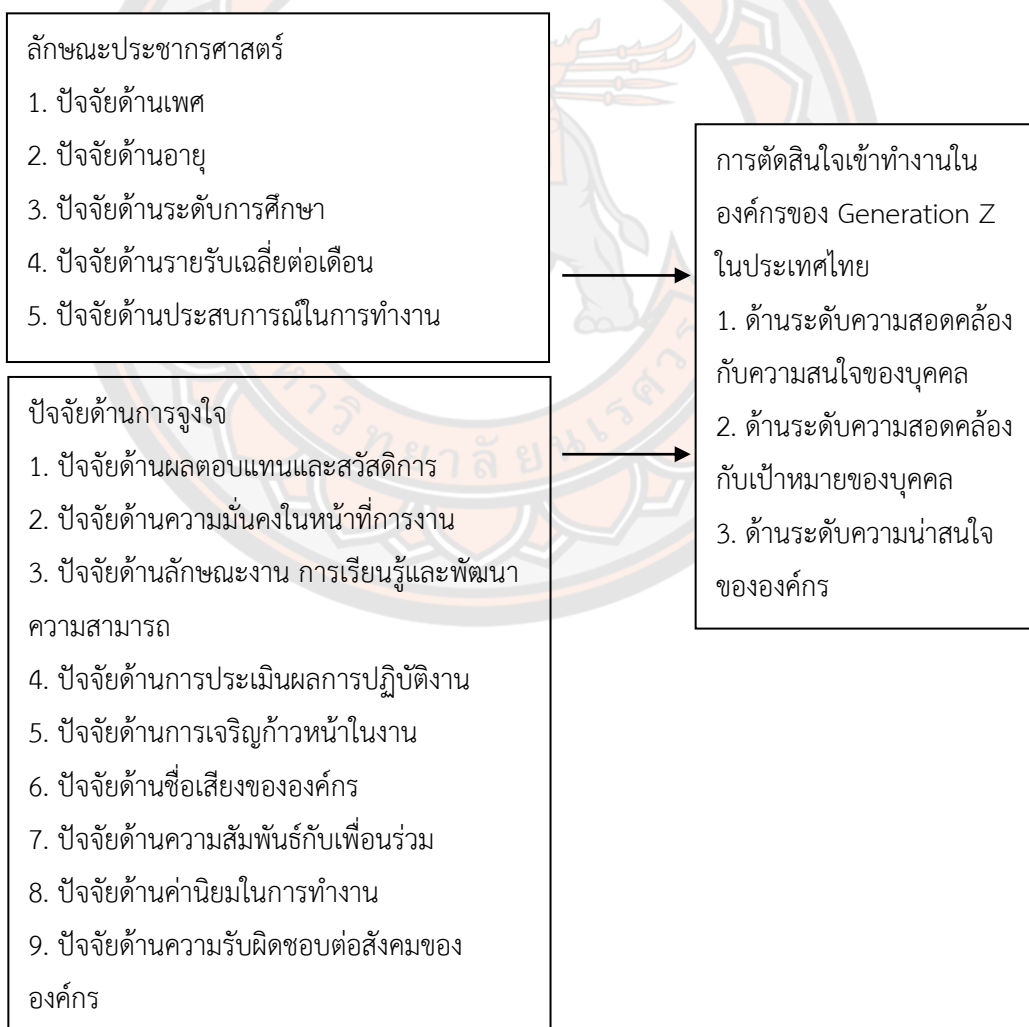 ลักษณะประชากรศาสตร์
1. ปัจจัยด้านเพศ
2. ปัจจัยด้านอายุ
3. ปัจจัยด้านระดับการศึกษา
4. ปัจจัยด้านรายรับเฉลี่ยต่อเดือน
5. ปัจจัยด้านประสบการณ์ในการทำงาน
ปัจจัยด้านการจูงใจ
1. ปัจจัยด้านผลตอบแทนและสวัสดิการ
2. ปัจจัยด้านความมั่นคงในหน้าที่การงาน
3. ปัจจัยด้านลักษณะงาน การเรียนรู้และพัฒนา
ความสามารถ
4. ปัจจัยด้านการประเมินผลการปฏิบัติงาน
5. ปัจจัยด้านการเจริญก้าวหน้าในงาน
6. ปัจจัยด้านชื่อเสียงขององค์กร
7. ปัจจัยด้านความสัมพันธ์กับเพื่อนร่วม
8. ปัจจัยด้านค่านิยมในการทำงาน
9. ปัจจัยด้านความรับผิดชอบต่อสังคมของ
องค์กร
การตัดสินใจเข้าทำงานใน
องค์กรของ Generation Z
ในประเทศไทย
1. ด้านระดับความสอดคล้อง
กับความสนใจของบุคคล
2. ด้านระดับความสอดคล้อง
กับเป้าหมายของบุคคล
3. ด้านระดับความน่าสนใจ
ขององค์กร